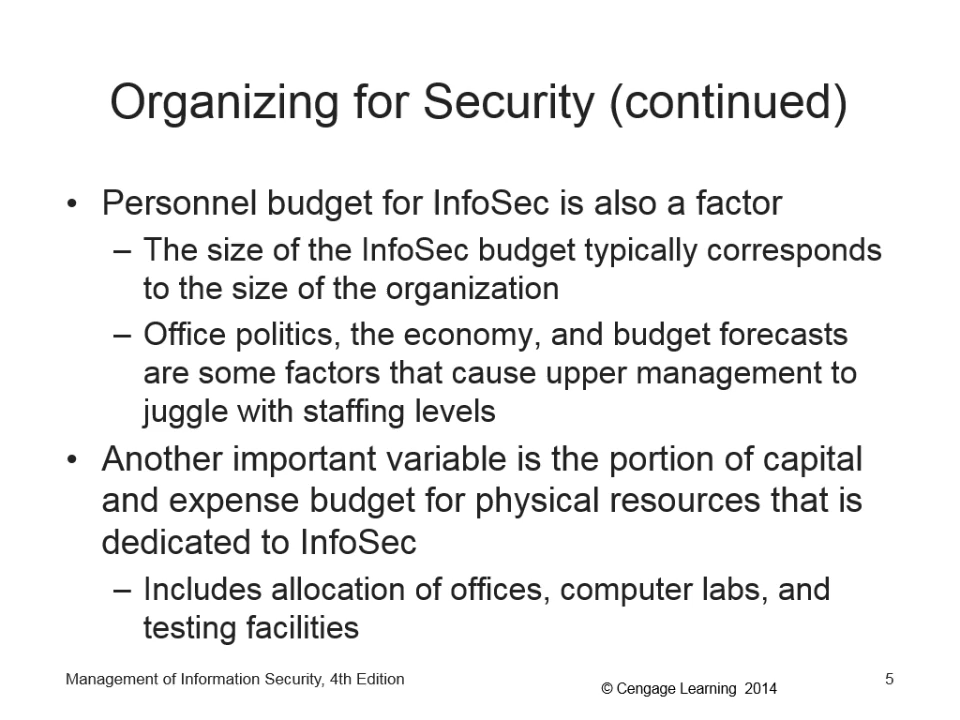 Organizing for Security (continued)
• Personnel budget for InfoSec is also a factor
– The size of the InfoSec budget typically corresponds
to the size of the organization
– Office politics, the economy, and budget forecasts
are some factors that cause upper management to
juggle with staffing levels
• Another important variable is the portion of capital
and expense budget for physical resources that is
dedicated to InfoSec
– Includes allocation of offices, computer labs, and
testing facilities
Management of Information Security, 4th Edition
© Cengage Learning 2014
5